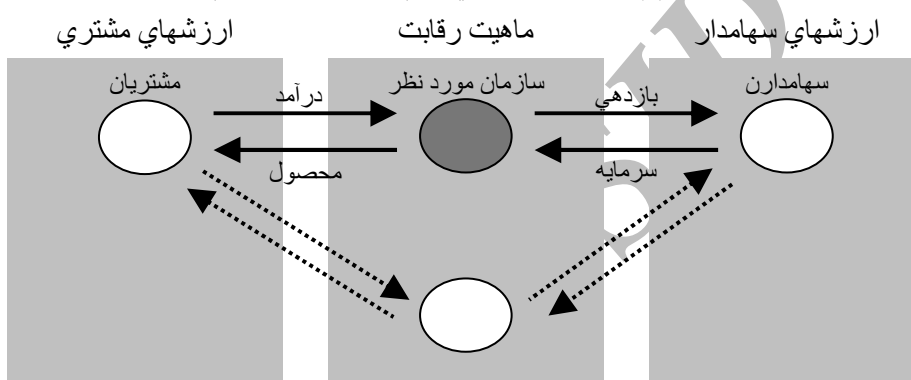 ارزشهاي سهامدار
ماهيت رقابت
ارزشهاي مشتري
سهامدارن
سازمان مورد نظر
مشتريان
بازدهي
درآمد
سرمايه
محصول